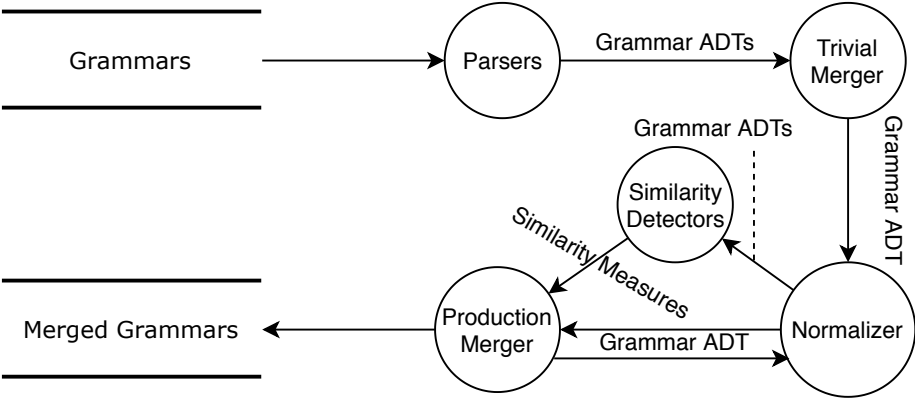 Grammars
Parsers
Grammar ADTs
Trivial
Merger
Grammar ADTs
Grammar ADT
Similarity
Detectors
Similarity Measures
Merged Grammars
Production
Merger
Grammar ADT
Normalizer